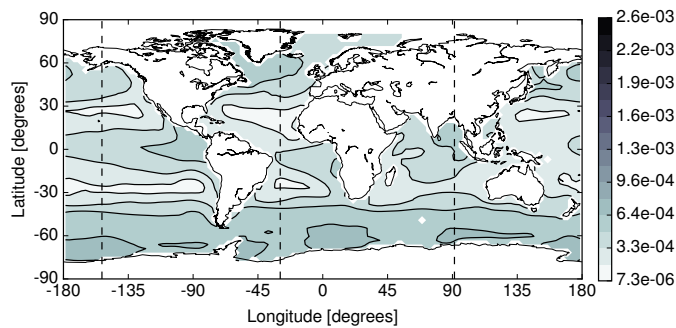 90
60
30
0
-30
-60
-90
Latitude [degrees]
-180 -135 -90 -45 0 45 90 135 180
Longitude [degrees]
2.6e-03
2.2e-03
1.9e-03
1.6e-03
1.3e-03
9.6e-04
6.4e-04
3.3e-04
7.3e-06